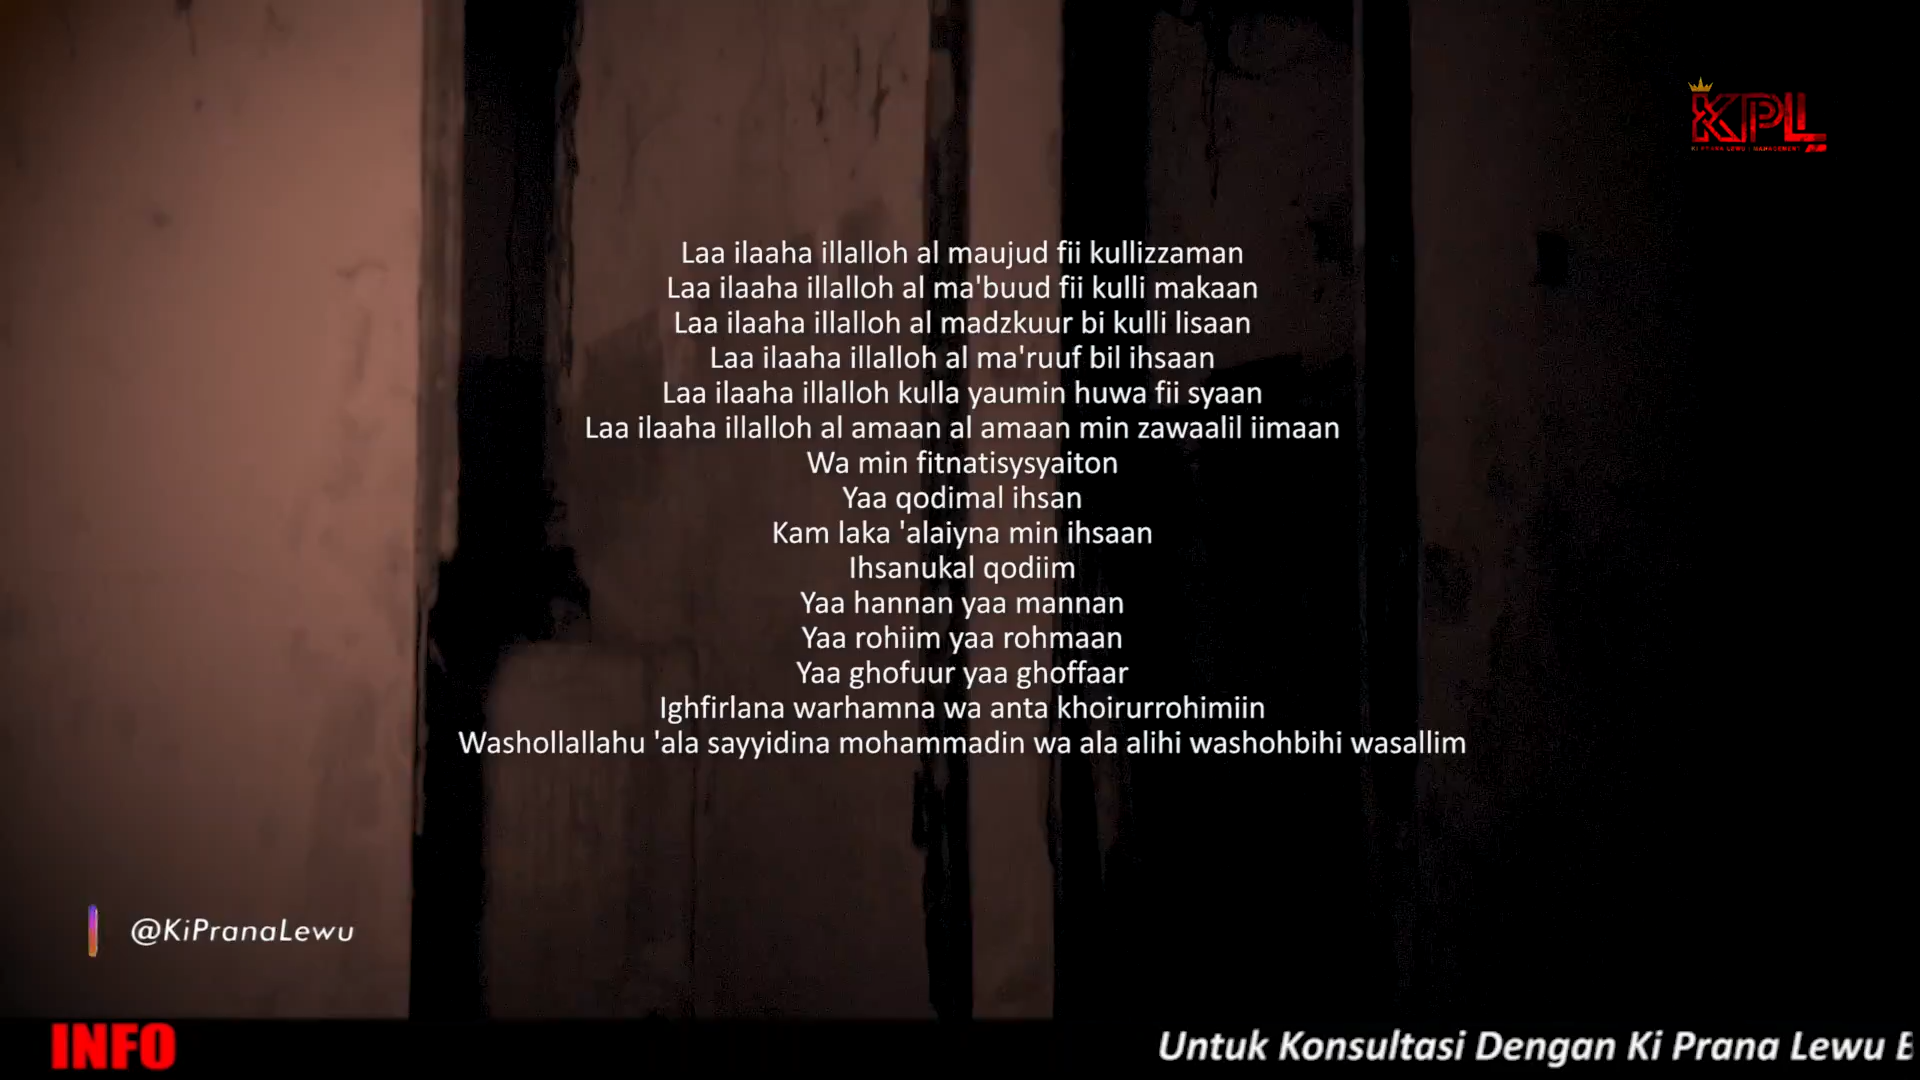 KPL
KI PRANA LEWU MANAGEMENT
Laa ilaaha illalloh al maujud fii kullizzaman
Laa ilaaha illalloh al ma'buud fii kulli makaan
Laa ilaaha illalloh al madzkuur bi kulli lisaan
Laa ilaaha illalloh al ma'ruuf bil ihsaan
Laa ilaaha illalloh kulla yaumin huwa fii syaan
Laa ilaaha illalloh al amaan al amaan min zawaalil iimaan
Wa min fitnatisysyaiton
Yaa qodimal ihsan
Kam laka 'alaiyna min ihsaan
Ihsanukal qodiim
Yaa hannan yaa mannan
Yaa rohiim yaa rohmaan
Yaa ghofuur yaa ghoffaar
Ighfirlana warhamna wa anta khoirurrohimiin
Washollallahu 'ala sayyidina mohammadin wa ala alihi washohbihi wasallim
@KiPranaLewu
INFO
Untuk Konsultasi Dengan Ki Prana Lewu